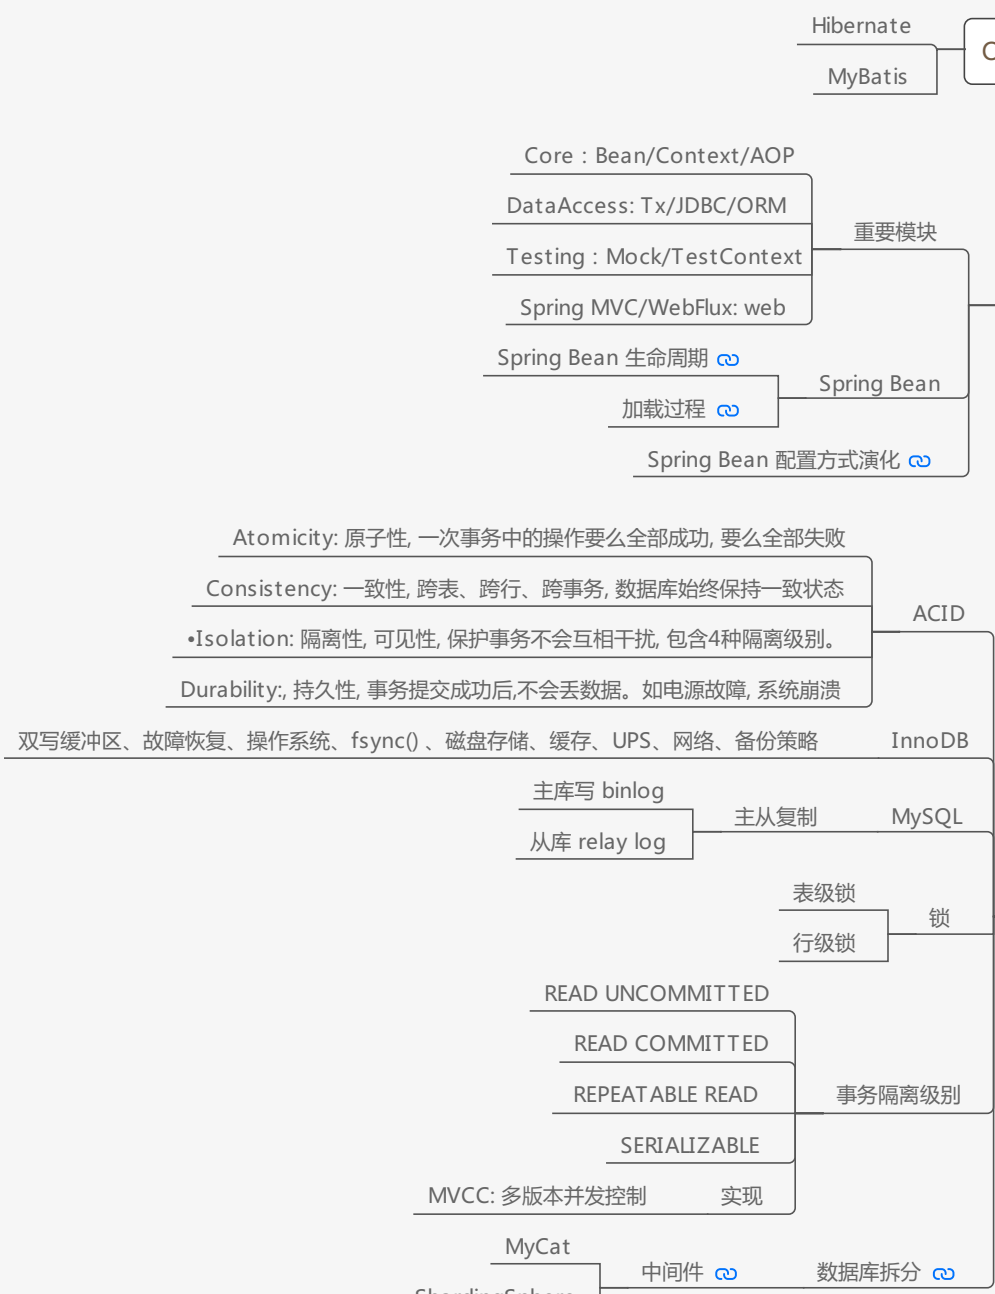 Hibernate
MyBatis
Core：Bean/Context/AOP
DataAccess: Tx/JDBC/ORM
重要模块
Testing：Mock/TestContext
Spring MVC/WebFlux: web
Spring Bean 生命周期
Spring Bean
加载过程
Spring Bean 配置方式演化
Atomicity: 原子性, 一次事务中的操作要么全部成功, 要么全部失败
Consistency: 一致性, 跨表、跨行、跨事务, 数据库始终保持一致状态
ACID
•Isolation: 隔离性, 可见性, 保护事务不会互相干扰, 包含4种隔离级别。
Durability:, 持久性, 事务提交成功后,不会丢数据。如电源故障, 系统崩溃
双写缓冲区、故障恢复、操作系统、fsync() 、磁盘存储、缓存、UPS、网络、备份策略
InnoDB
主库写 binlog
主从复制
MySQL
从库 relay log
表级锁
锁
行级锁
READ UNCOMMITTED
READ COMMITTED
REPEATABLE READ
事务隔离级别
SERIALIZABLE
MVCC: 多版本并发控制
实现
MyCat
中间件
数据库拆分
ShardingSphere